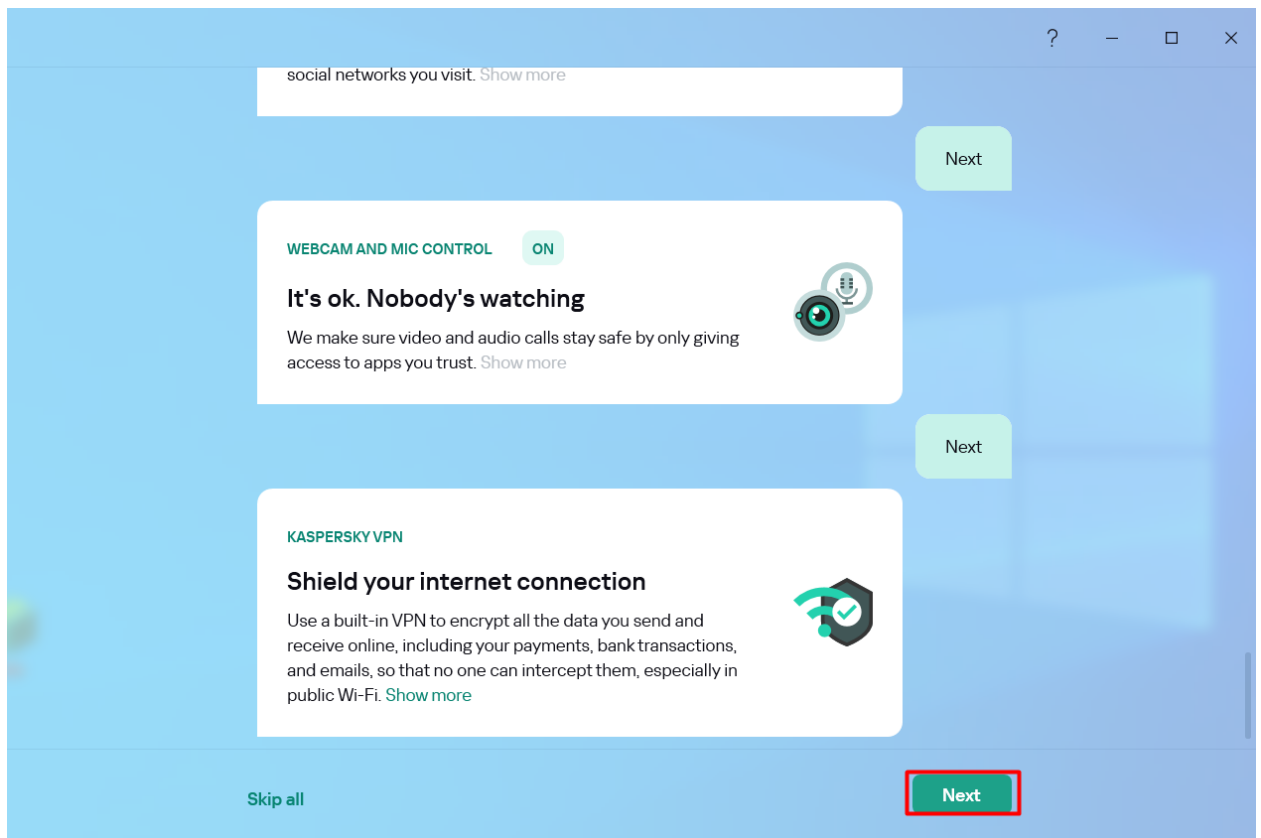 ?
social networks you visit. Show more
Next
WEBCAM AND MIC CONTROL ON
It's ok. Nobody's watching
We make sure video and audio calls stay safe by only giving
access to apps you trust. Show more
Next
KASPERSKY VPN
Shield your internet connection
Use a built-in VPN to encrypt all the data you send and
receive online, including your payments, bank transactions,
and emails, so that no one can intercept them, especially in
public Wi-Fi. Show more
Skip all Next